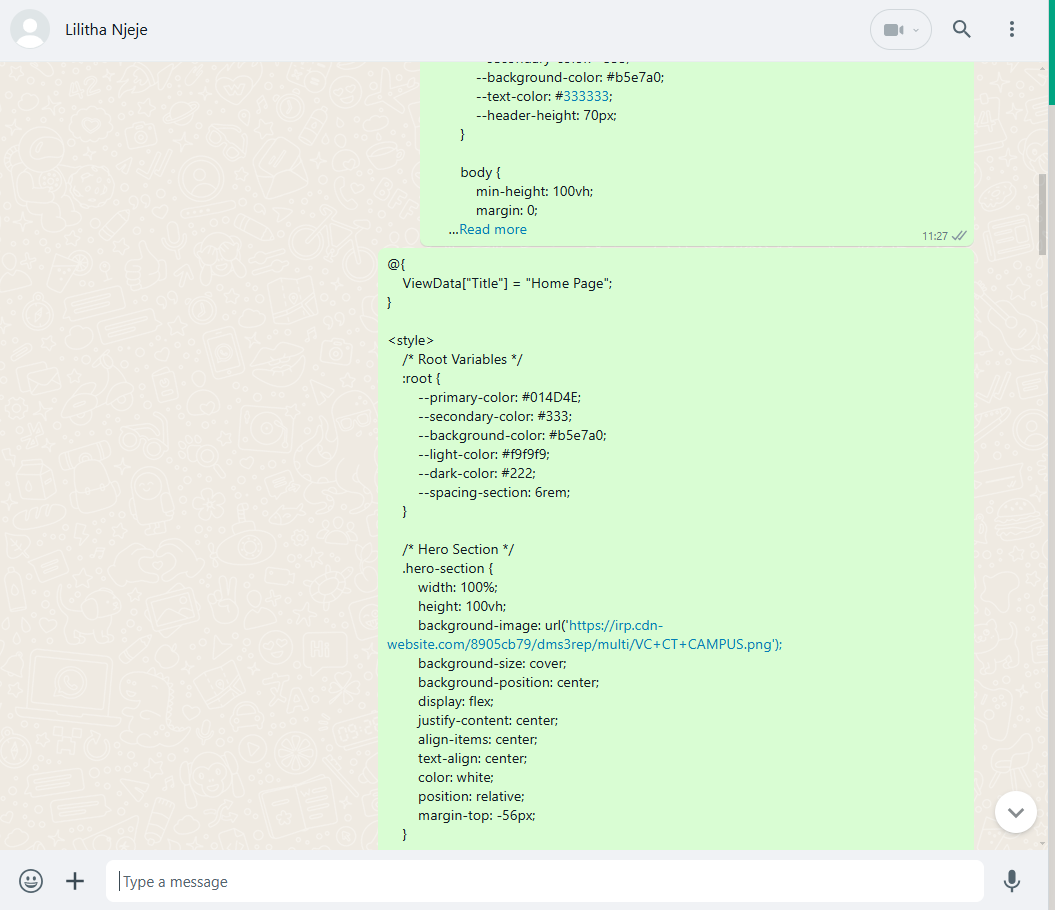 Lilitha Njeje
--background-color: #b5e7a0;
--text-color: #333333;
--header-height: 70px;
}
body {
min-height: 100vh;
margin: 0;
...Read more
11:27
@{
ViewData["Title"] = "Home Page";
}
<style>
/* Root Variables */
:root {
--primary-color: #014D4E;
--secondary-color: #333;
--background-color: #b5e7a0;
--light-color: #f9f9f9;
--dark-color: #222;
--spacing-section: 6rem;
}
/* Hero Section */
.hero-section {
width: 100%;
height: 100vh;
background-image: url('https://irp.cdn-
website.com/8905cb79/dms3rep/multi/VC+CT+CAMPUS.png');
background-size: cover;
background-position: center;
display: flex;
justify-content: center;
align-items: center;
text-align: center;
color: white;
position: relative;
margin-top: -56px;
}
Type a message